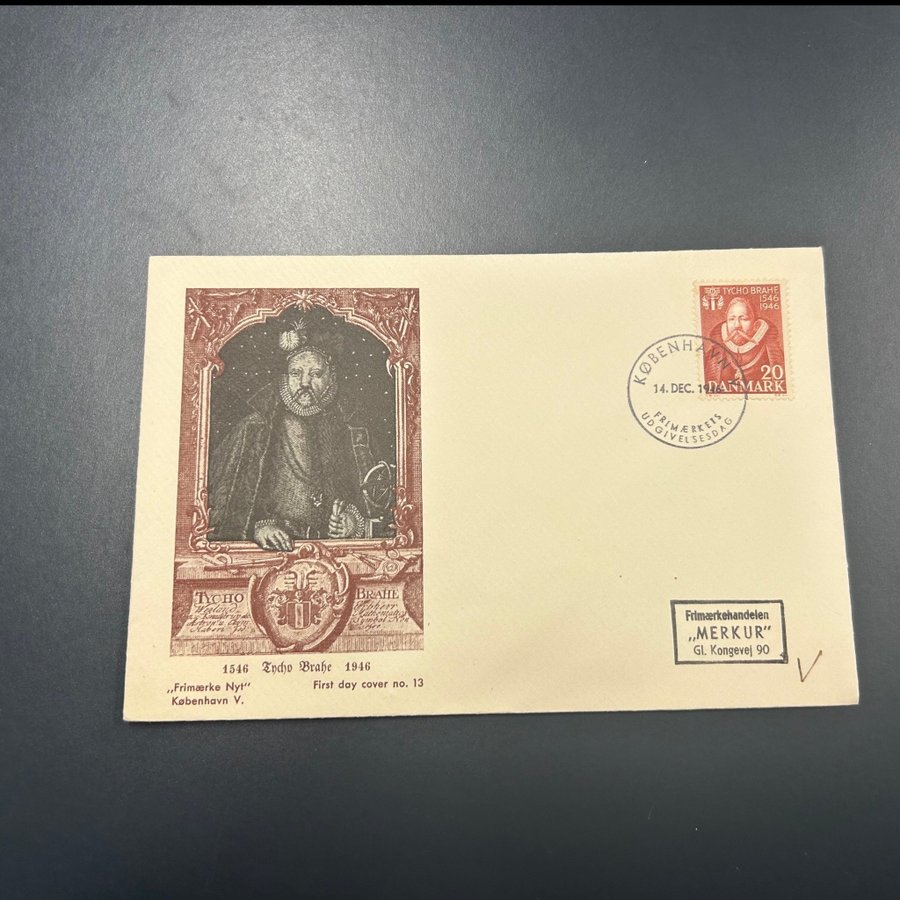 TYCHO BRAHE
1546
1946
20
DANMARK
KØBENHAVN
14. DEC. 1946
FRIMÆRKETS
UDGIVELSESDAG
TYCHO BRAHE
1546 Tycho Brahe 1946
„Frimærke Nyt" First day cover no. 13
København V.
Frimærkehandelen
„MERKUR"
Gl. Kongevej 90
V